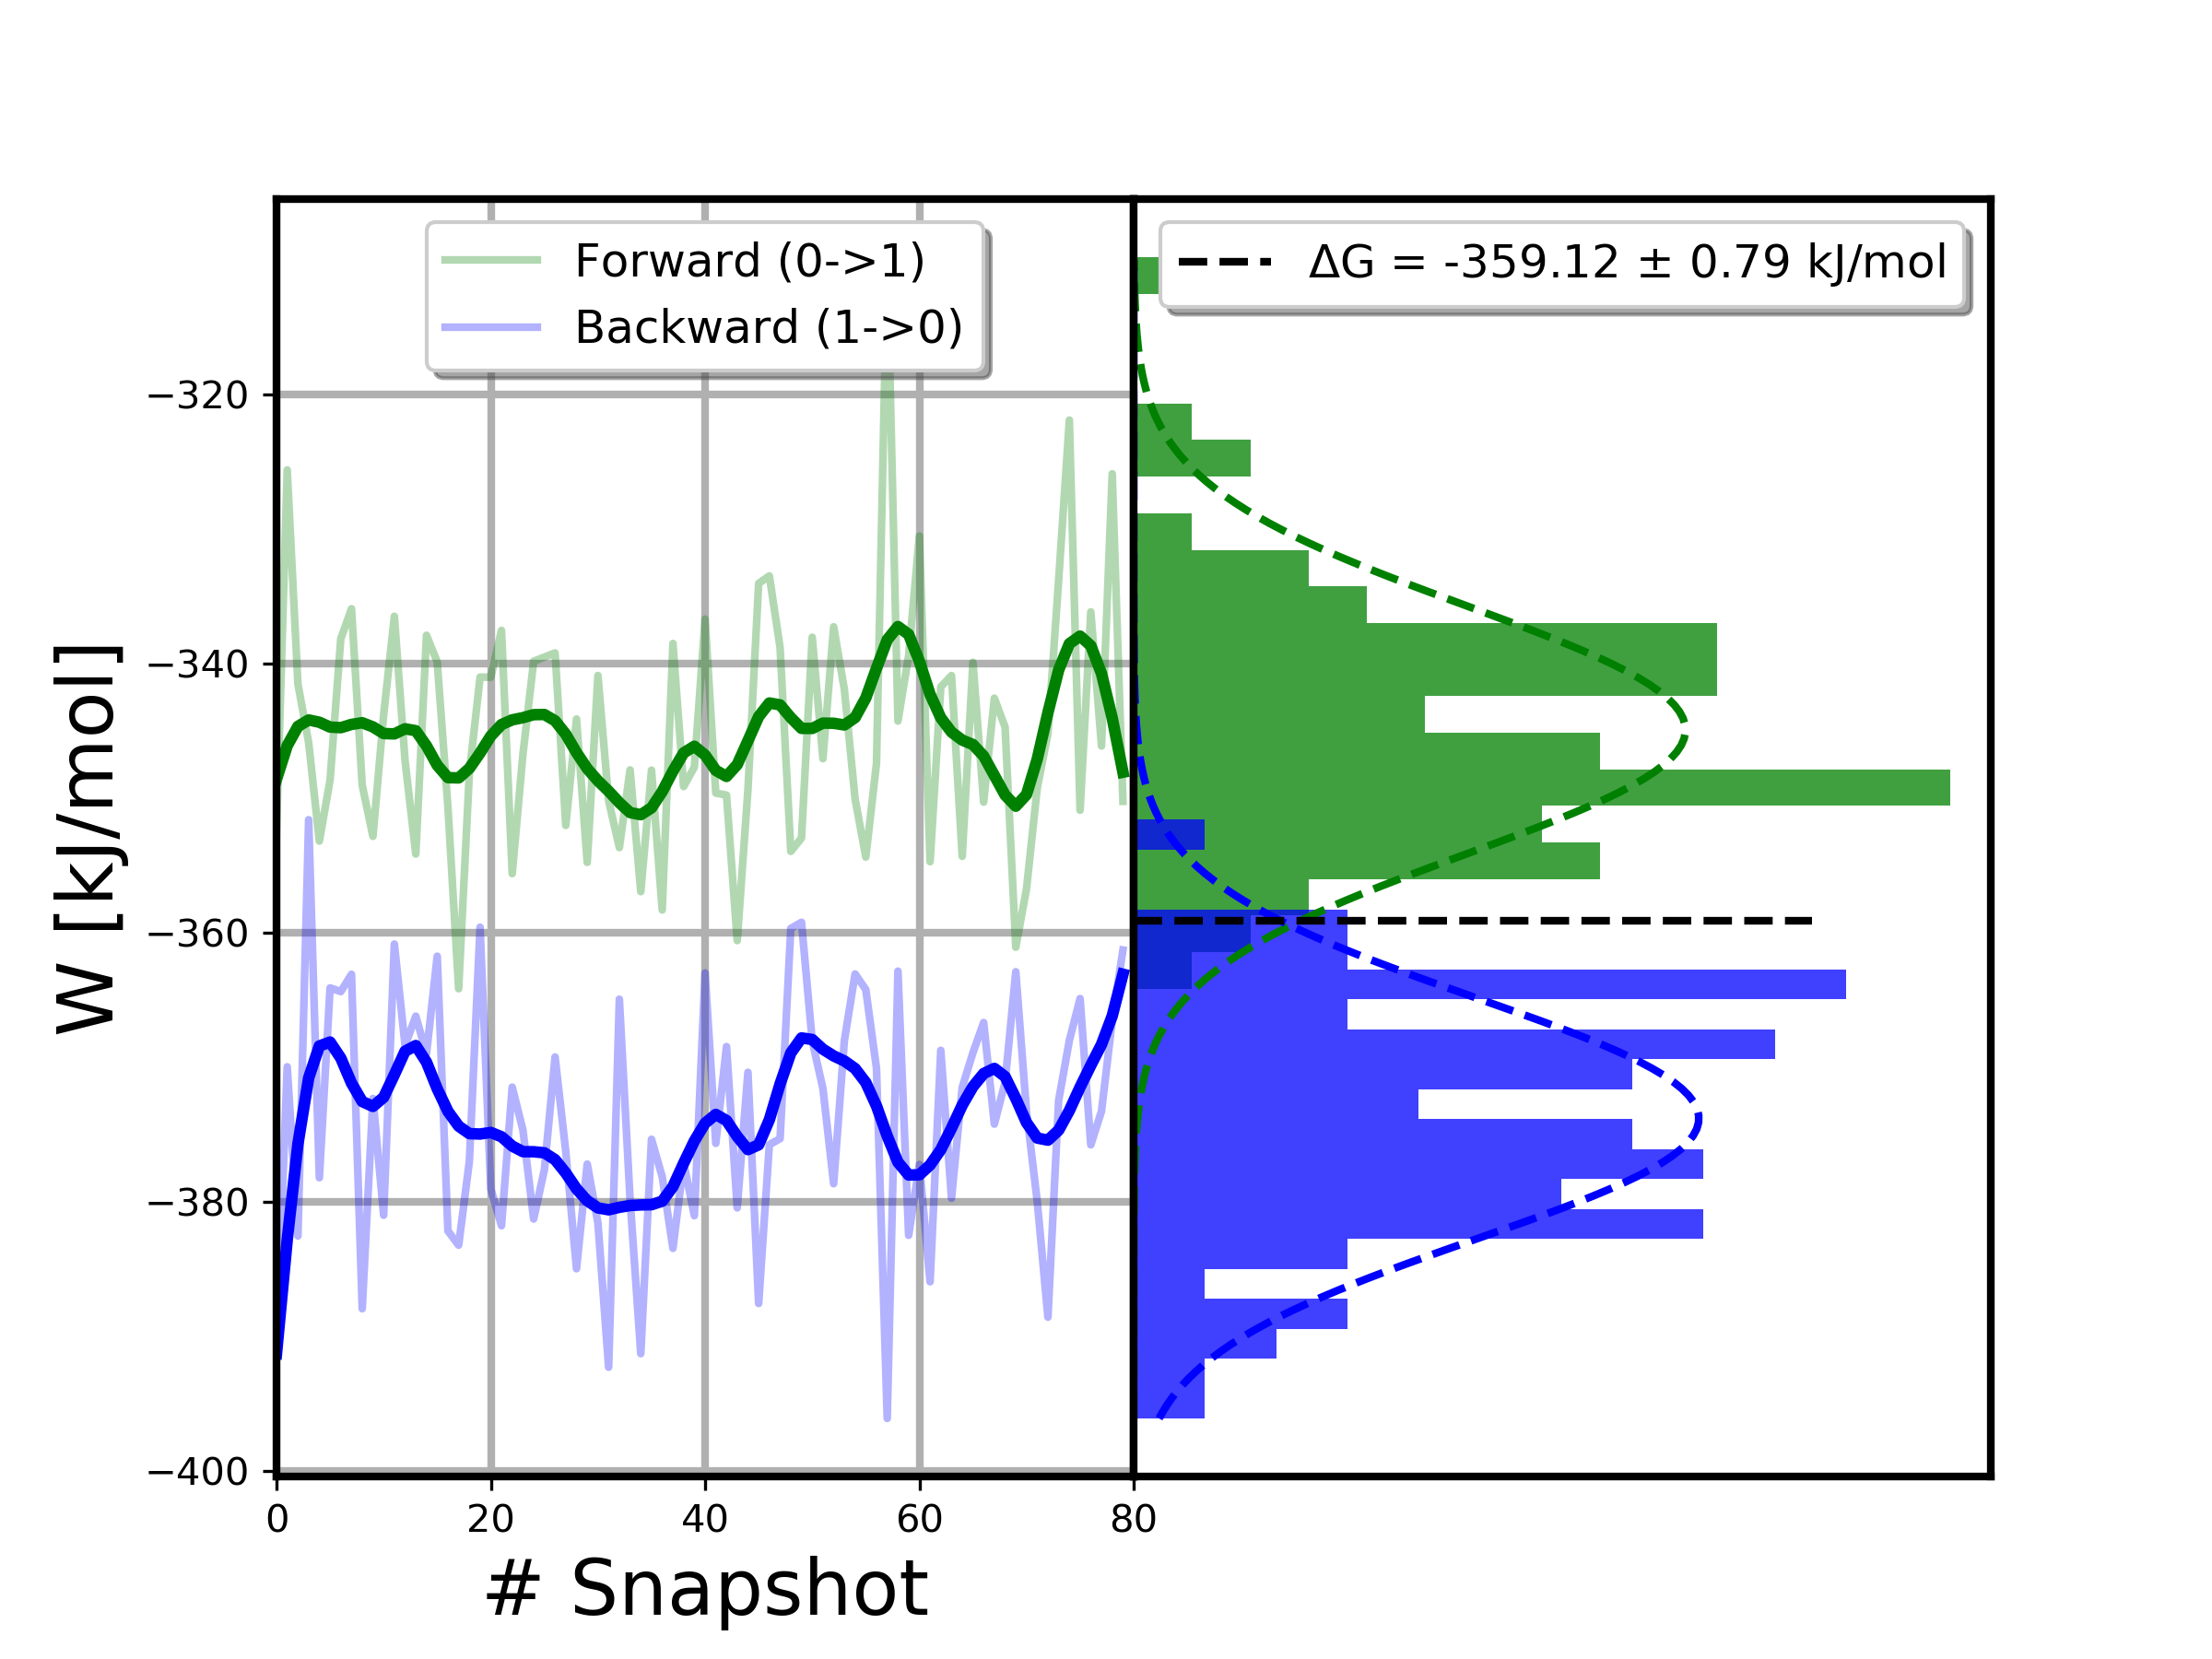 Forward (0->1)
Backward (1->0)
ΔG = -359.12 ± 0.79 kJ/mol
−320
−340
−360
−380
−400
W [kJ/mol]
0 20 40 60 80
# Snapshot